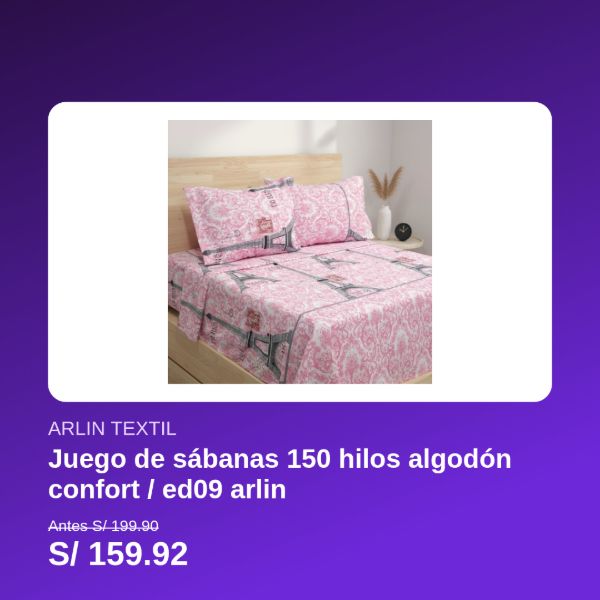 ARLIN TEXTIL
Juego de sábanas 150 hilos algodón
confort / ed09 arlin
Antes S/ 199.90
S/ 159.92